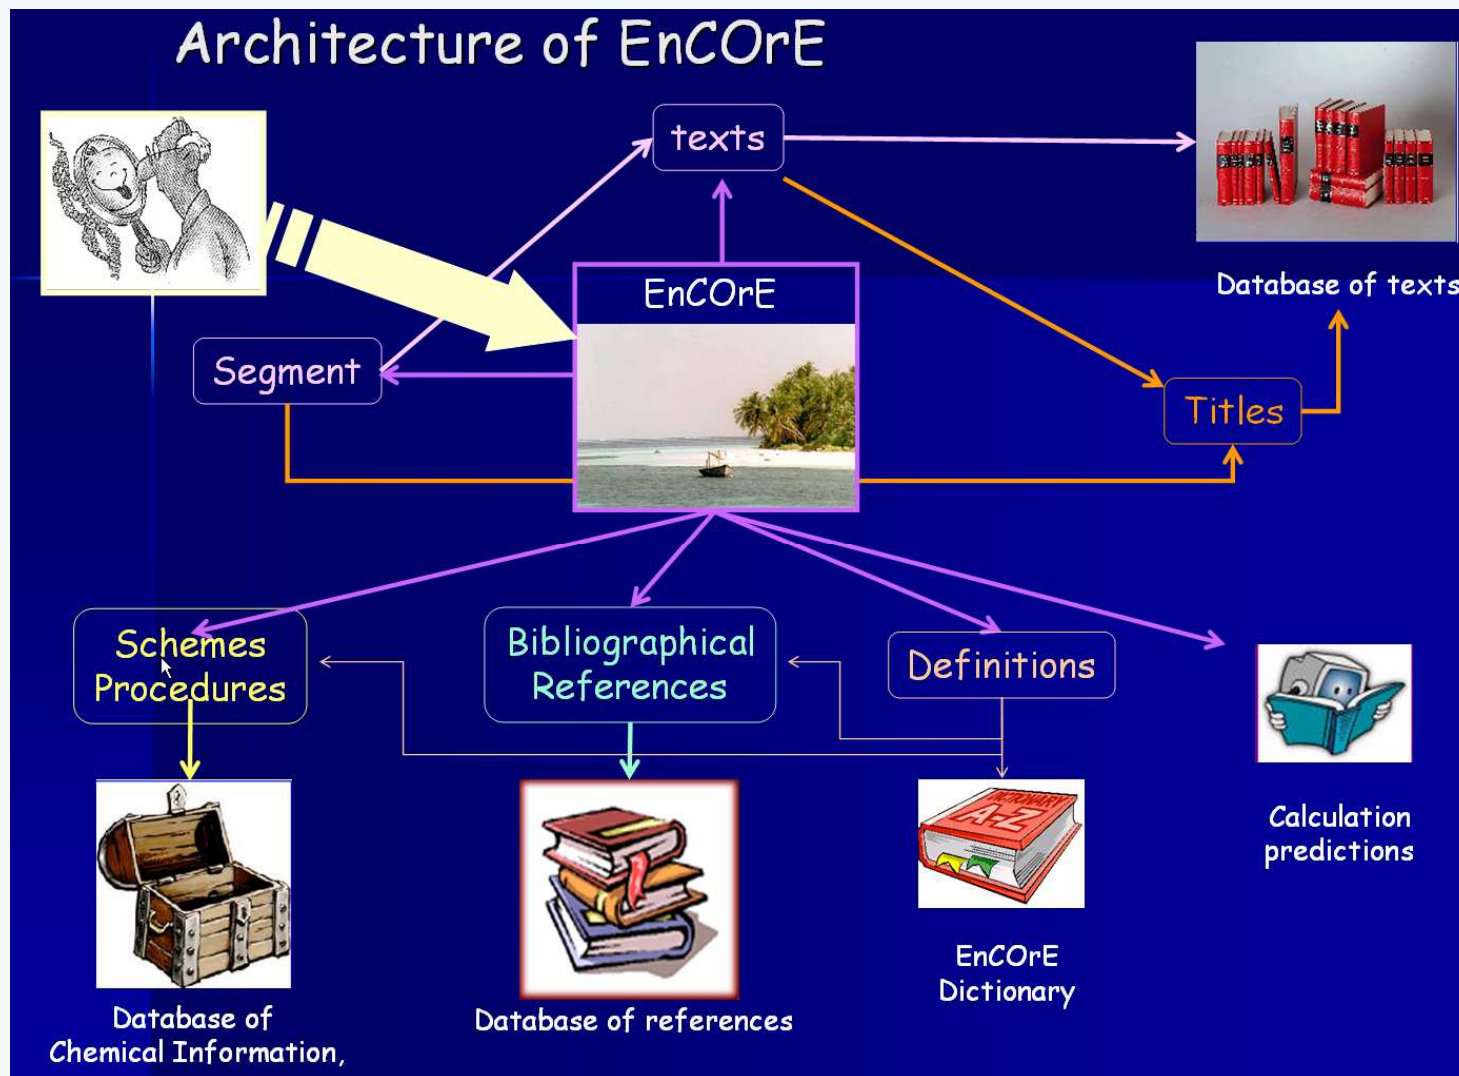 Architecture of EnCOrE
texts
Database of texts
EnCOrE
Segment
Titles
Schemes
Procedures
Bibliographical
References
Definitions
DICTIONARY
A-Z
Calculation
predictions
EnCOrE
Dictionary
Database of
Chemical Information,
Database of references